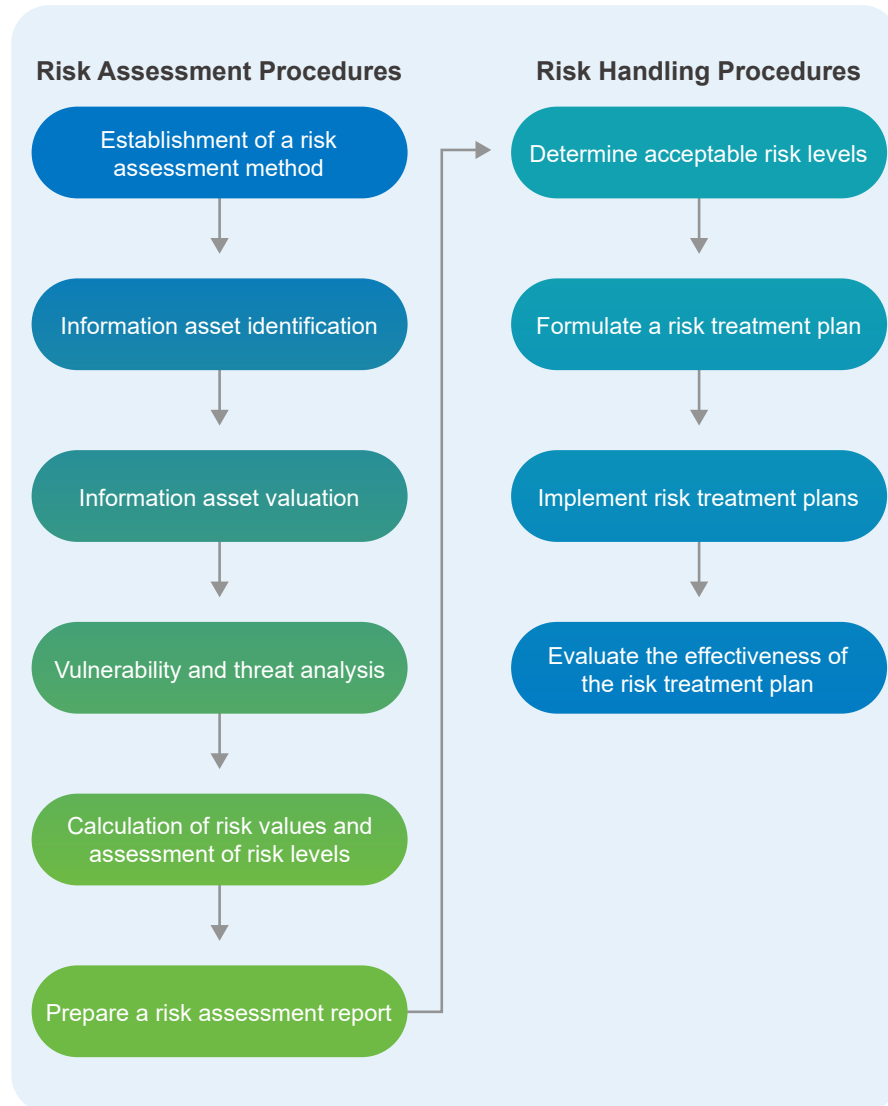 Risk Assessment Procedures
Establishment of a risk
assessment method
Information asset identification
Information asset valuation
Vulnerability and threat analysis
Calculation of risk values and
assessment of risk levels
Prepare a risk assessment report
Risk Handling Procedures
Determine acceptable risk levels
Formulate a risk treatment plan
Implement risk treatment plans
Evaluate the effectiveness of
the risk treatment plan